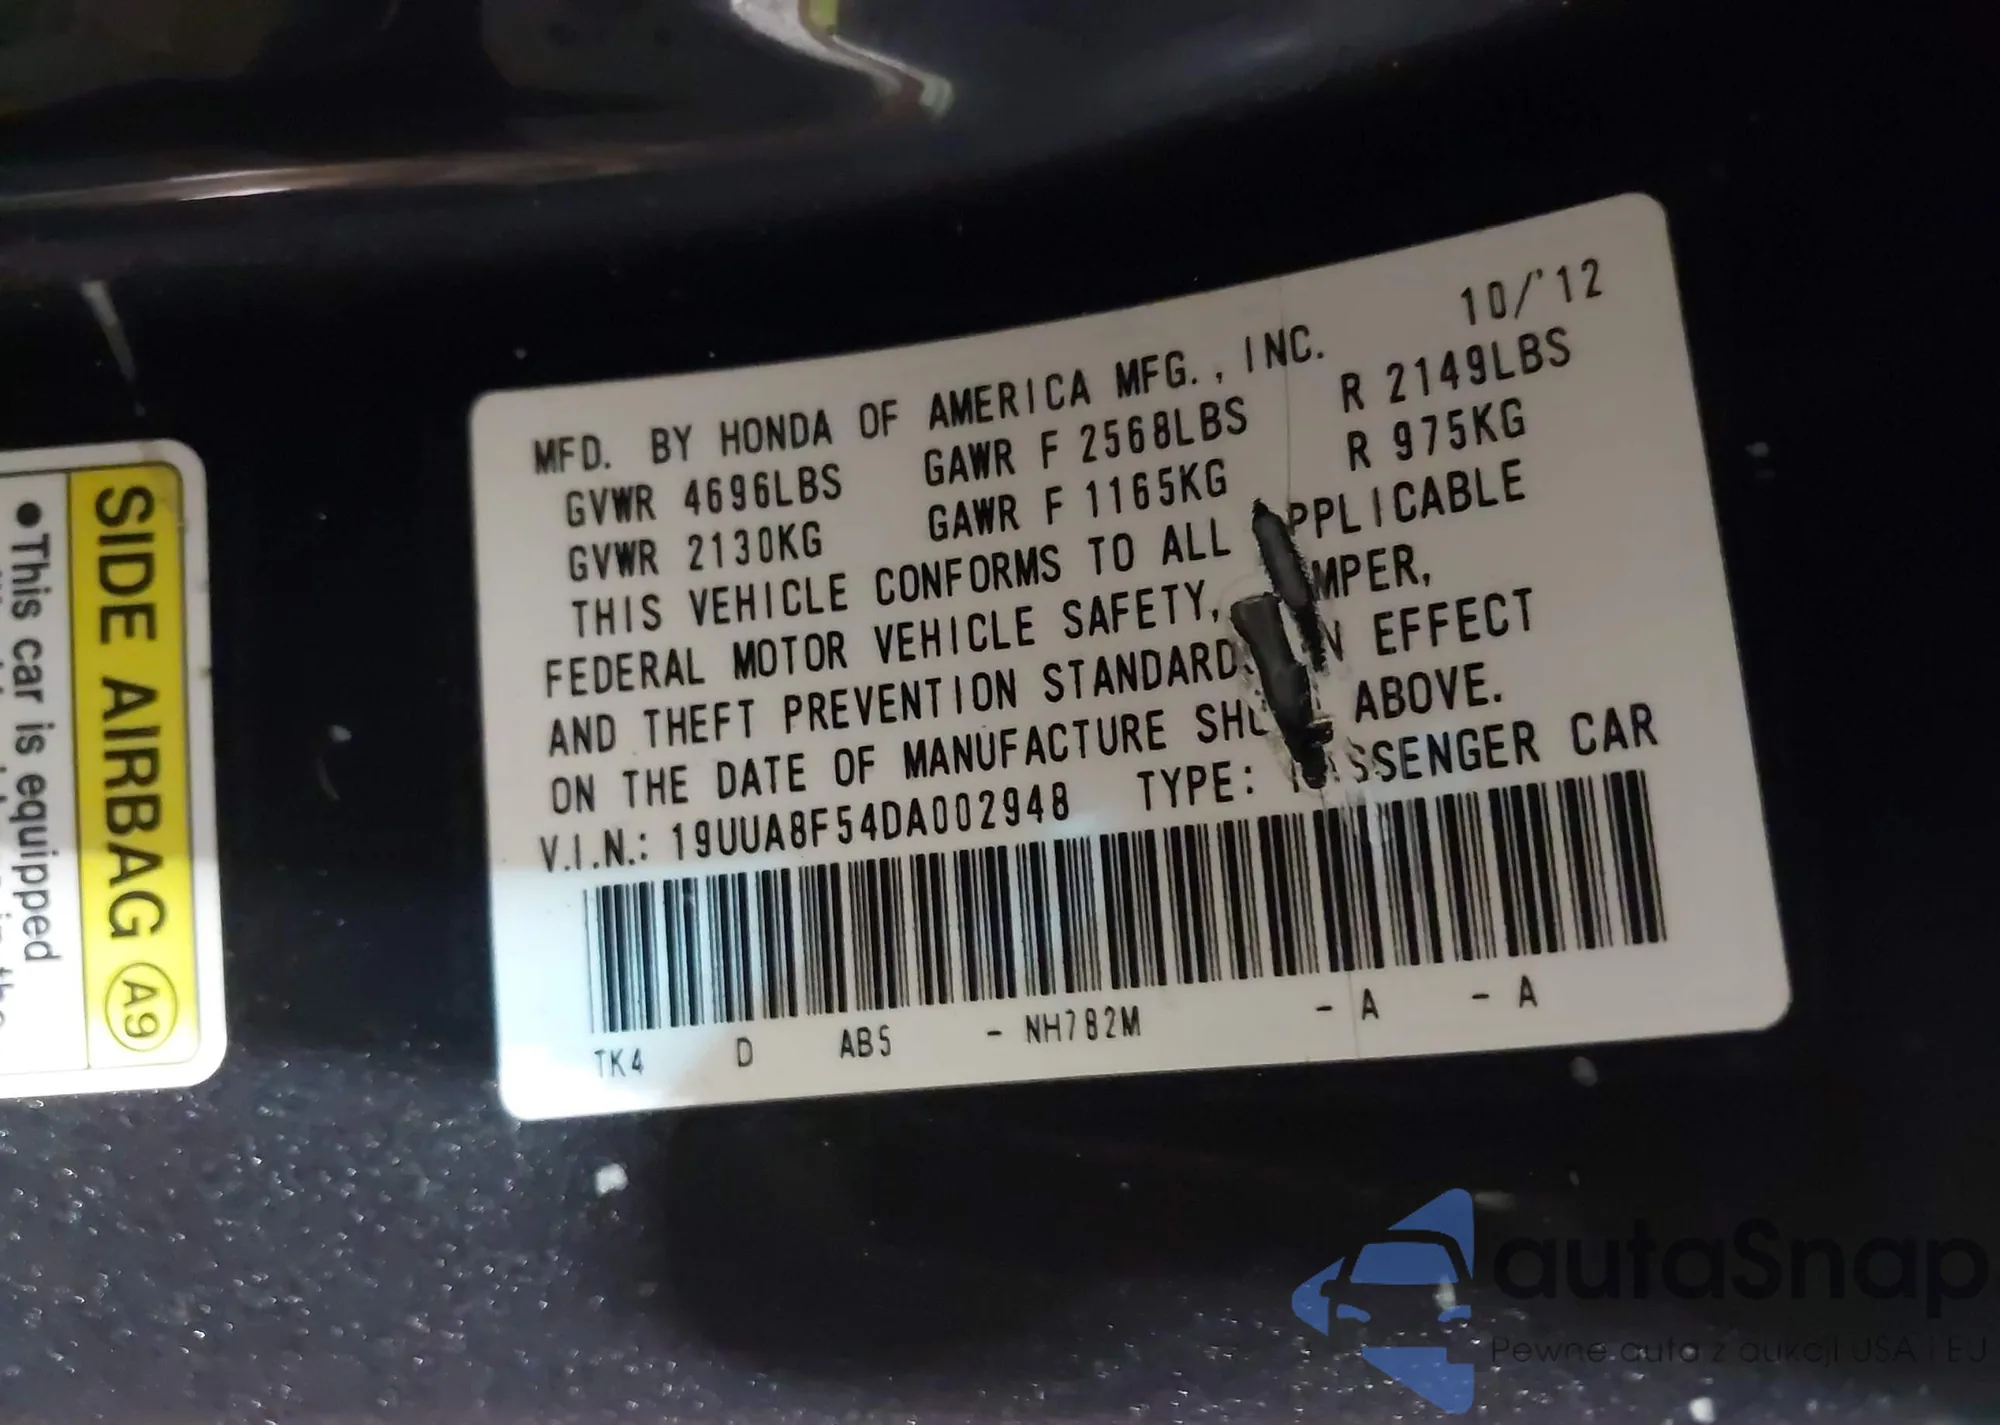 MFD. BY HONDA OF AMERICA MFG., INC. 10/'12
GVWR 4696LBS GAWR F 2568LBS R 2149LBS
GVWR 2130KG GAWR F 1165KG R 975KG
THIS VEHICLE CONFORMS TO ALL PPLICABLE
FEDERAL MOTOR VEHICLE SAFETY, MPER,
AND THEFT PREVENTION STANDARD N EFFECT
ON THE DATE OF MANUFACTURE SHO ABOVE.
V.I.N.: 19UUA8F54DA002948 TYPE: PASSENGER CAR
TK4 D AB5 - NH782M - A - A
SIDE AIRBAG A9
●This car is equipped
autaSnap
Pewne auta z aukcji USA i EU